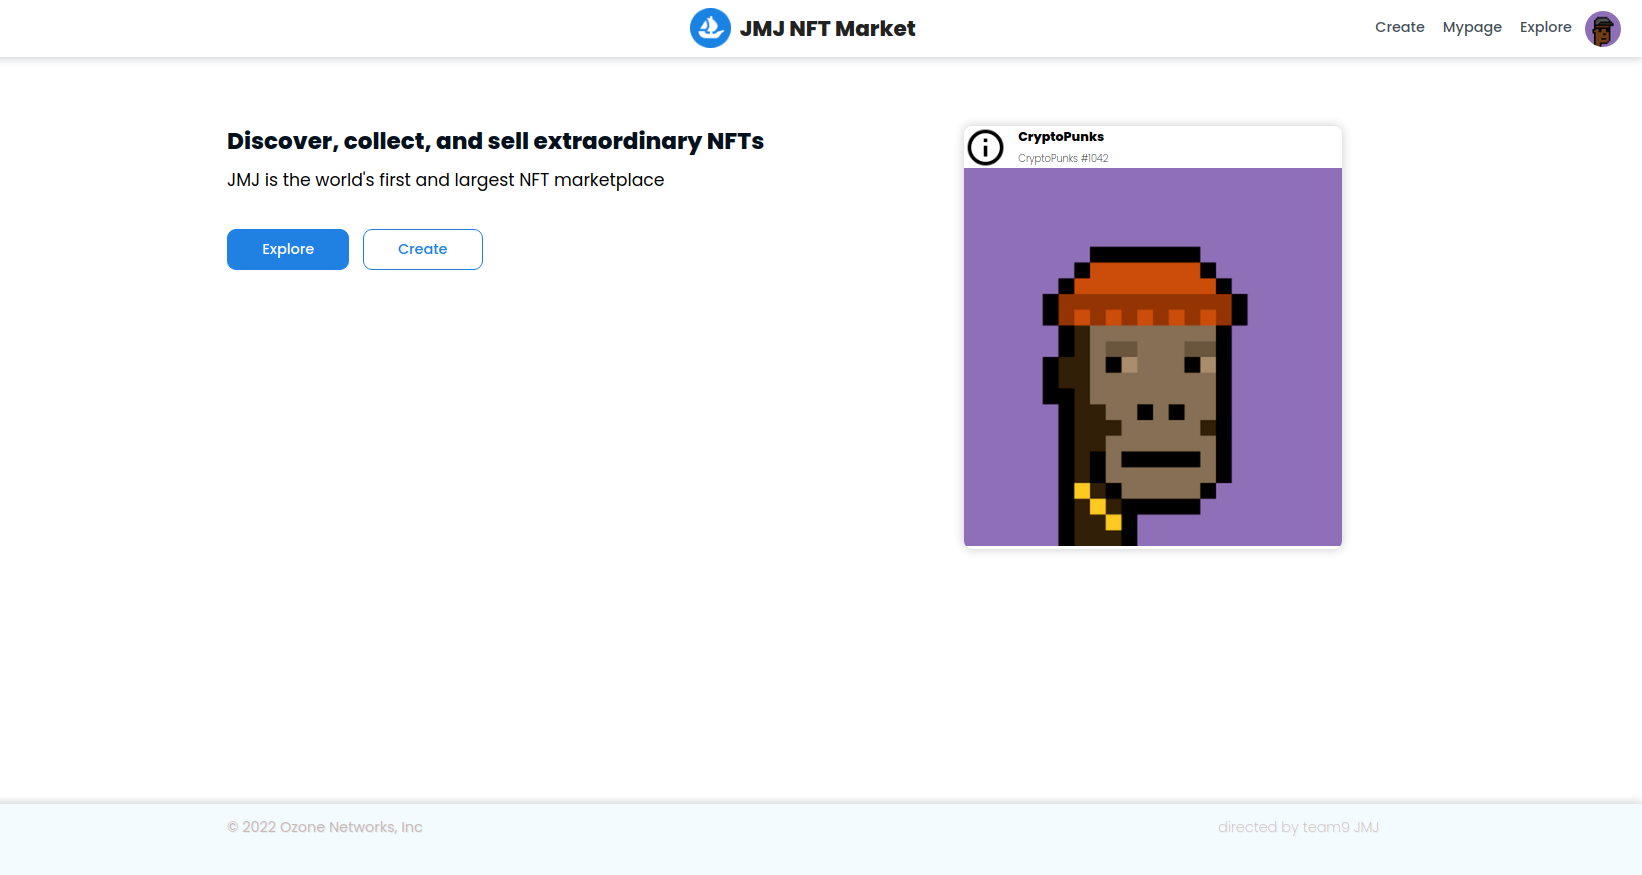 JMJ NFT Market
Create Mypage Explore
Discover, collect, and sell extraordinary NFTs
JMJ is the world's first and largest NFT marketplace
Explore Create
CryptoPunks
CryptoPunks #1042
© 2022 Ozone Networks, Inc
directed by team9 JMJ